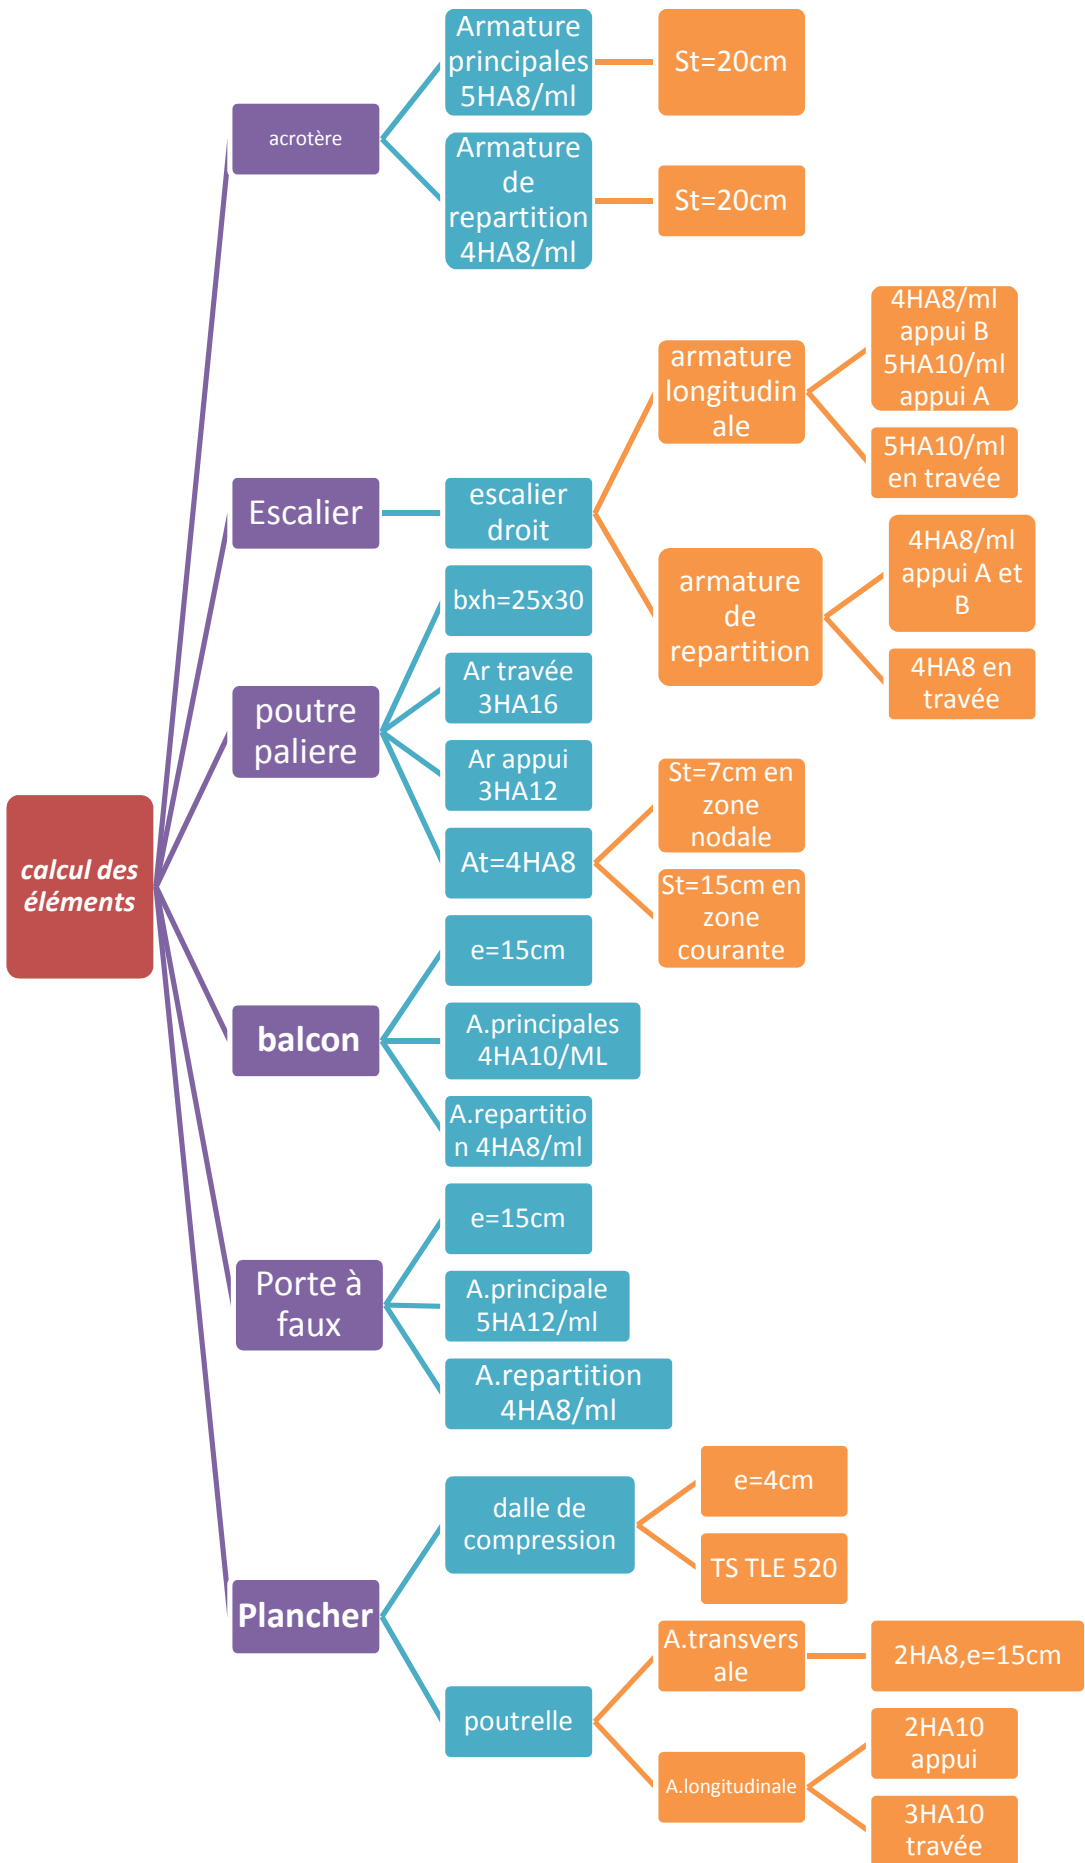 calcul des
éléments
acrotère
Armature
principales
5HA8/ml
St=20cm
Armature
de
repartition
4HA8/ml
St=20cm
Escalier
escalier
droit
armature
longitudin
ale
4HA8/ml
appui B
5HA10/ml
appui A
5HA10/ml
en travée
armature
de
repartition
4HA8/ml
appui A et
B
4HA8 en
travée
poutre
paliere
bxh=25x30
Ar travée
3HA16
Ar appui
3HA12
At=4HA8
St=7cm en
zone
nodale
St=15cm en
zone
courante
balcon
e=15cm
A.principales
4HA10/ML
A.repartitio
n 4HA8/ml
Porte à
faux
e=15cm
A.principale
5HA12/ml
A.repartition
4HA8/ml
Plancher
dalle de
compression
e=4cm
TS TLE 520
poutrelle
A.transvers
ale
2HA8,e=15cm
A.longitudinale
2HA10
appui
3HA10
travée